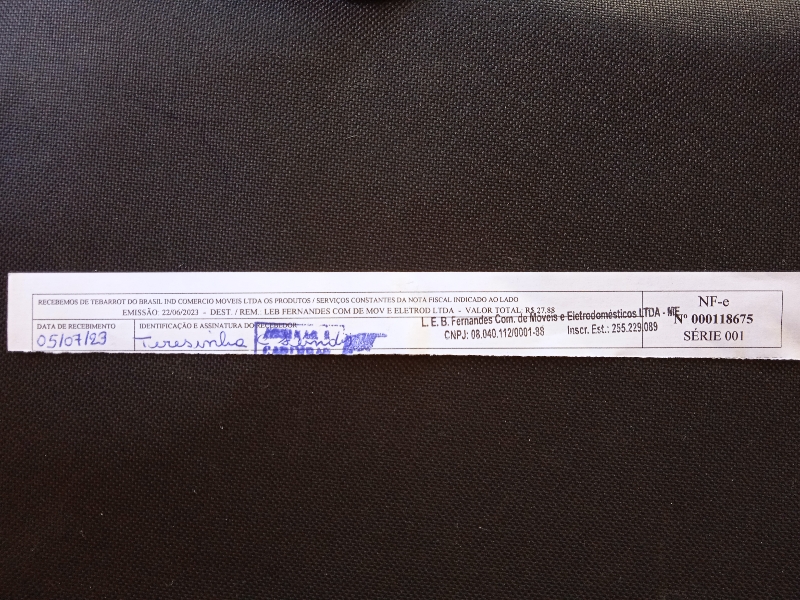 RECEBEMOS DE TEBARROT DO BRASIL IND COMERCIO MOVEIS LTDA OS PRODUTOS / SERVIÇOS CONSTANTES DA NOTA FISCAL INDICADO AO LADO
EMISSÃO: 22/06/2023 - DEST. / REM. LEB FERNANDES COM DE MOV E ELETROD LTDA - VALOR TOTAL R$ 27,88
DATA DE RECEBIMENTO
05/07/23
IDENTIFICAÇÃO E ASSINATURA DO RECEBEDOR
Teresinha
L. E. B. Fernandes Com. de Móveis e Eletrodomésticos LTDA - ME
CNPJ: 08.040.112/0001-88 Inscr. Est.: 255.229.089
NF-e
Nº 000118675
SÉRIE 001